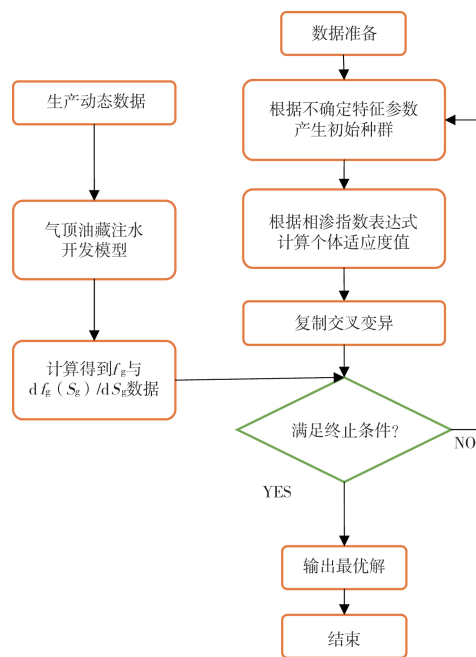 数据准备
生产动态数据
根据不确定特征参数
产生初始种群
气顶油藏注水
开发模型
根据相渗指数表达式
计算个体适应度值
复制交叉变异
计算得到fg与
dfg（Sg）/dSg数据
满足终止条件?
NO
YES
输出最优解
结束